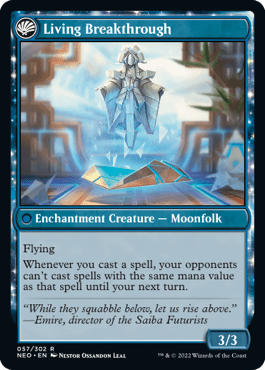 Living Breakthrough
Enchantment Creature — Moonfolk
Flying
Whenever you cast a spell, your opponents
can't cast spells with the same mana value
as that spell until your next turn.
"While they squabble below, let us rise above."
—Emire, director of the Saiba Futurists
3/3
057/302 R
NEO • EN NESTOR OSSANDON LEAL
™ & © 2022 Wizards of the Coast